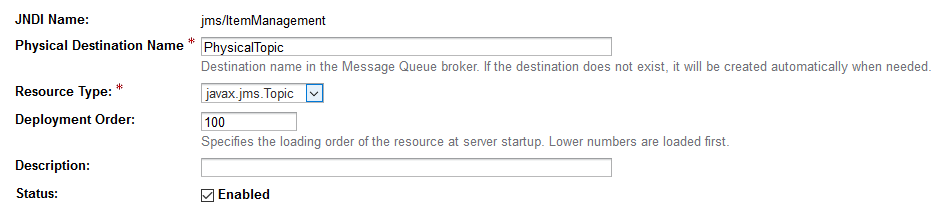 JNDI Name: jms/ItemManagement
Physical Destination Name * PhysicalTopic
Destination name in the Message Queue broker. If the destination does not exist, it will be created automatically when needed.
Resource Type: * javax.jms.Topic
Deployment Order: 100
Specifies the loading order of the resource at server startup. Lower numbers are loaded first.
Description:
Status: Enabled